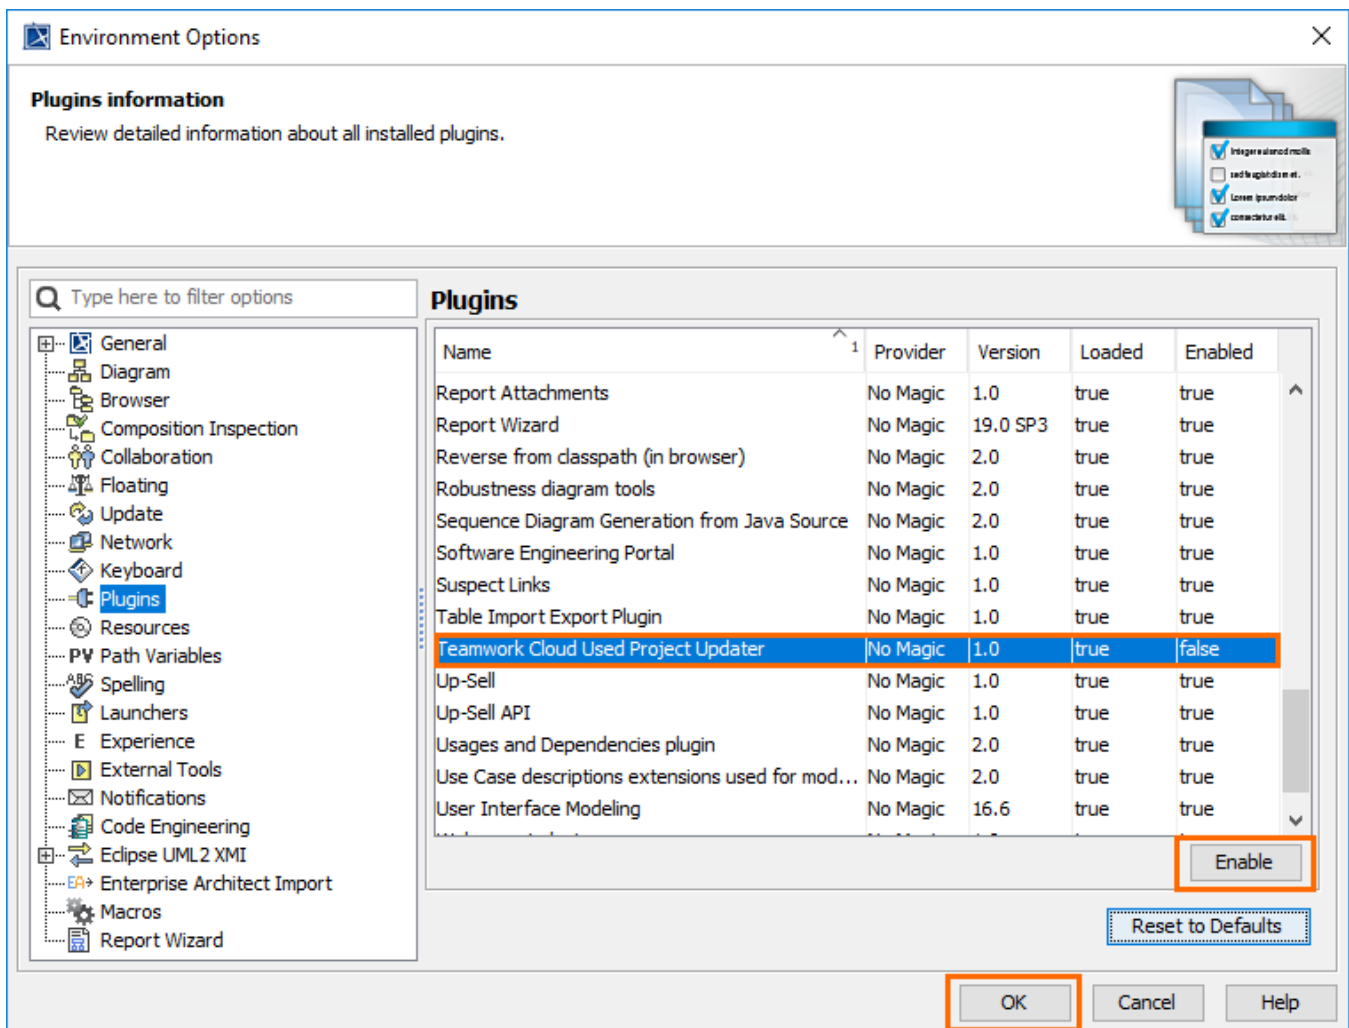 Environment Options
Plugins information
Review detailed information about all installed plugins.
Lorem ipsum dolor
consectetur elit.
Type here to filter options
General
Diagram
Browser
Composition Inspection
Collaboration
Floating
Update
Network
Keyboard
Plugins
Resources
PV Path Variables
Spelling
Launchers
E Experience
External Tools
Notifications
Code Engineering
Eclipse UML2 XMI
EA Enterprise Architect Import
Macros
Report Wizard
Plugins
Name 1 Provider Version Loaded Enabled
Report Attachments No Magic 1.0 true true
Report Wizard No Magic 19.0 SP3 true true
Reverse from classpath (in browser) No Magic 2.0 true true
Robustness diagram tools No Magic 2.0 true true
Sequence Diagram Generation from Java Source No Magic 2.0 true true
Software Engineering Portal No Magic 1.0 true true
Suspect Links No Magic 1.0 true true
Table Import Export Plugin No Magic 1.0 true true
Teamwork Cloud Used Project Updater No Magic 1.0 true false
Up-Sell No Magic 1.0 true true
Up-Sell API No Magic 1.0 true true
Usages and Dependencies plugin No Magic 2.0 true true
Use Case descriptions extensions used for mod... No Magic 2.0 true true
User Interface Modeling No Magic 16.6 true true
Enable
Reset to Defaults
OK Cancel Help